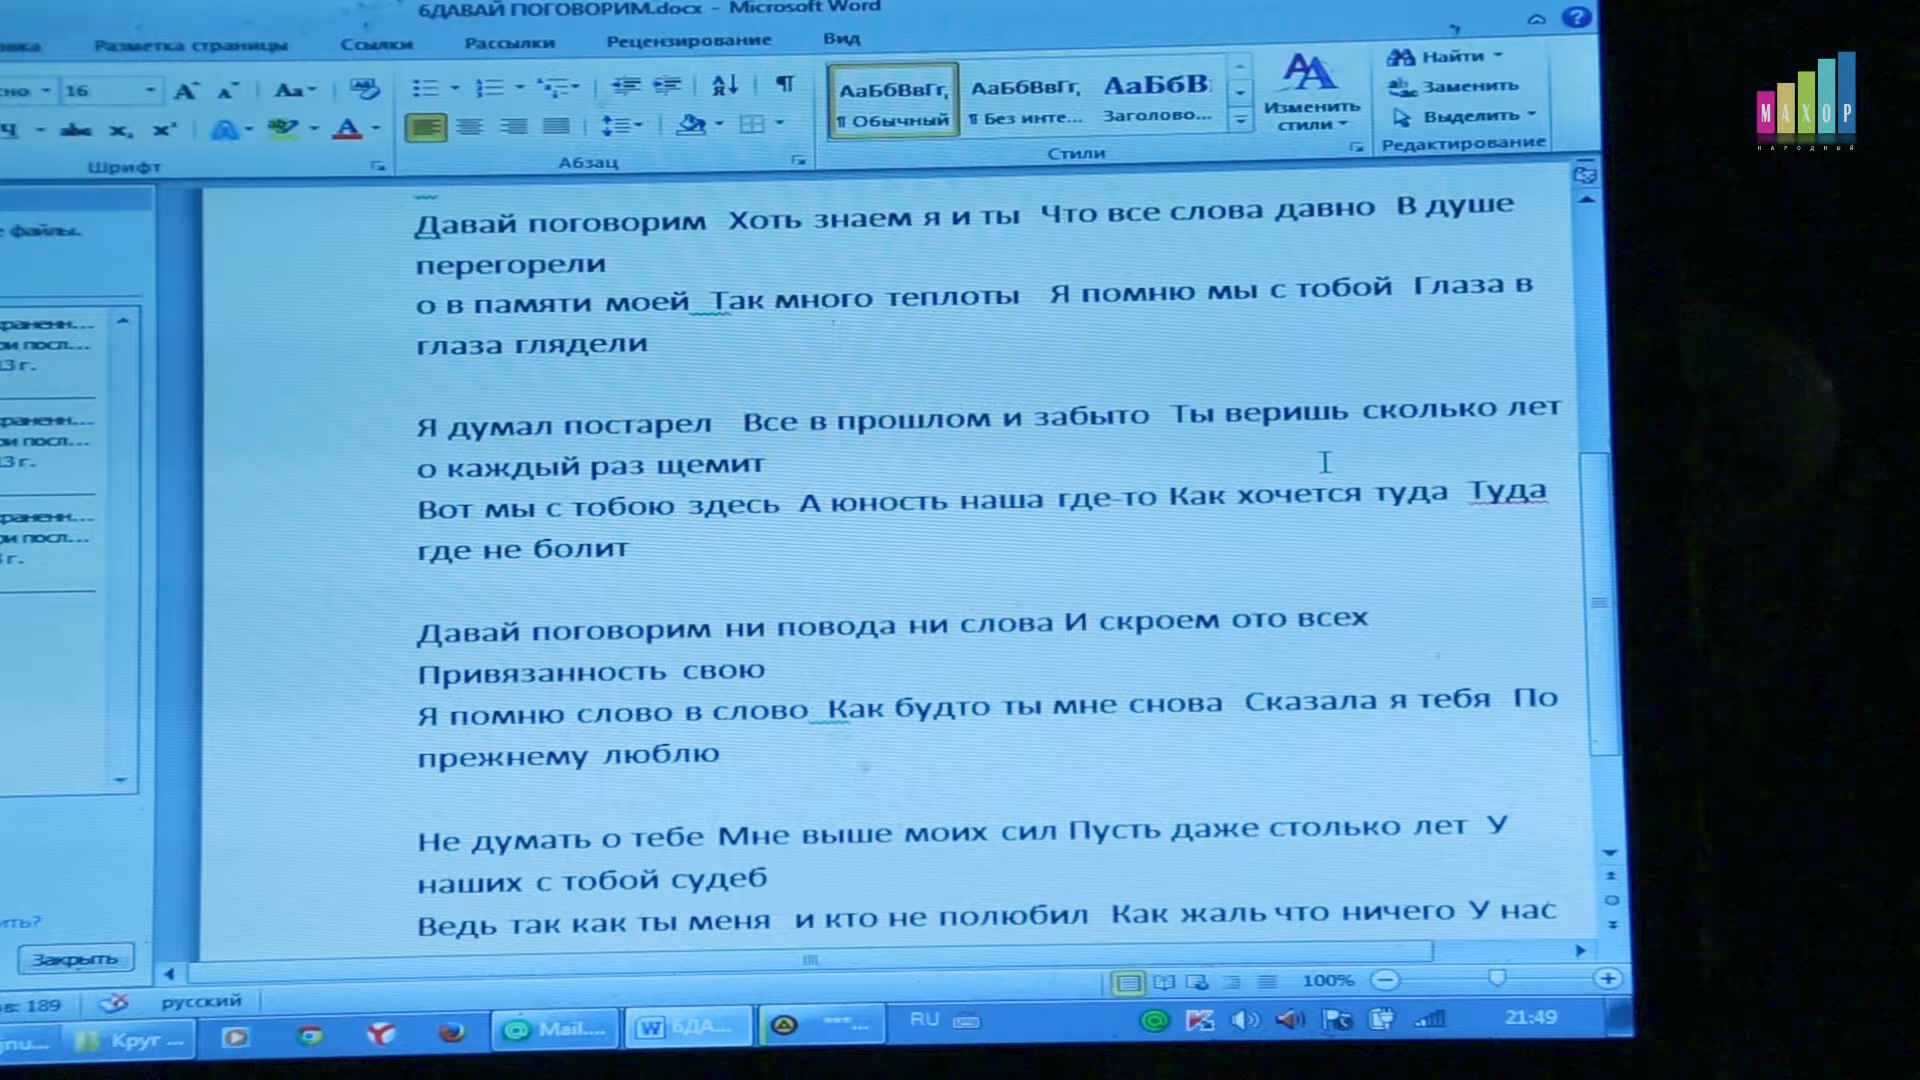 6ДАВАЙ ПОГОВОРИМ.docx - Microsoft Word
Разметка страницы Ссылки Рассылки Рецензирование Вид
16 Aa
АаБбВвГг, АаБбВвГг, АаБбВ
¶ Обычный ¶ Без инте... Заголово...
Изменить стили
Найти
Заменить
Выделить
Шрифт Абзац Стили Редактирование
МАХОР
НАРОДНЫЙ
файлы.
Давай поговорим Хоть знаем я и ты Что все слова давно В душе
перегорели
о в памяти моей Так много теплоты Я помню мы с тобой Глаза в
глаза глядели
Я думал постарел Все в прошлом и забыто Ты веришь сколько лет
о каждый раз щемит
Вот мы с тобою здесь А юность наша где-то Как хочется туда Туда
где не болит
Давай поговорим ни повода ни слова И скроем ото всех
Привязанность свою
Я помню слово в слово Как будто ты мне снова Сказала я тебя По
прежнему люблю
Не думать о тебе Мне выше моих сил Пусть даже столько лет У
наших с тобой судеб
Ведь так как ты меня и кто не полюбил Как жаль что ничего У нас
Закрыть
189 русский 100%
Круг ... Mail.... 6ДА... ***... RU 21:49